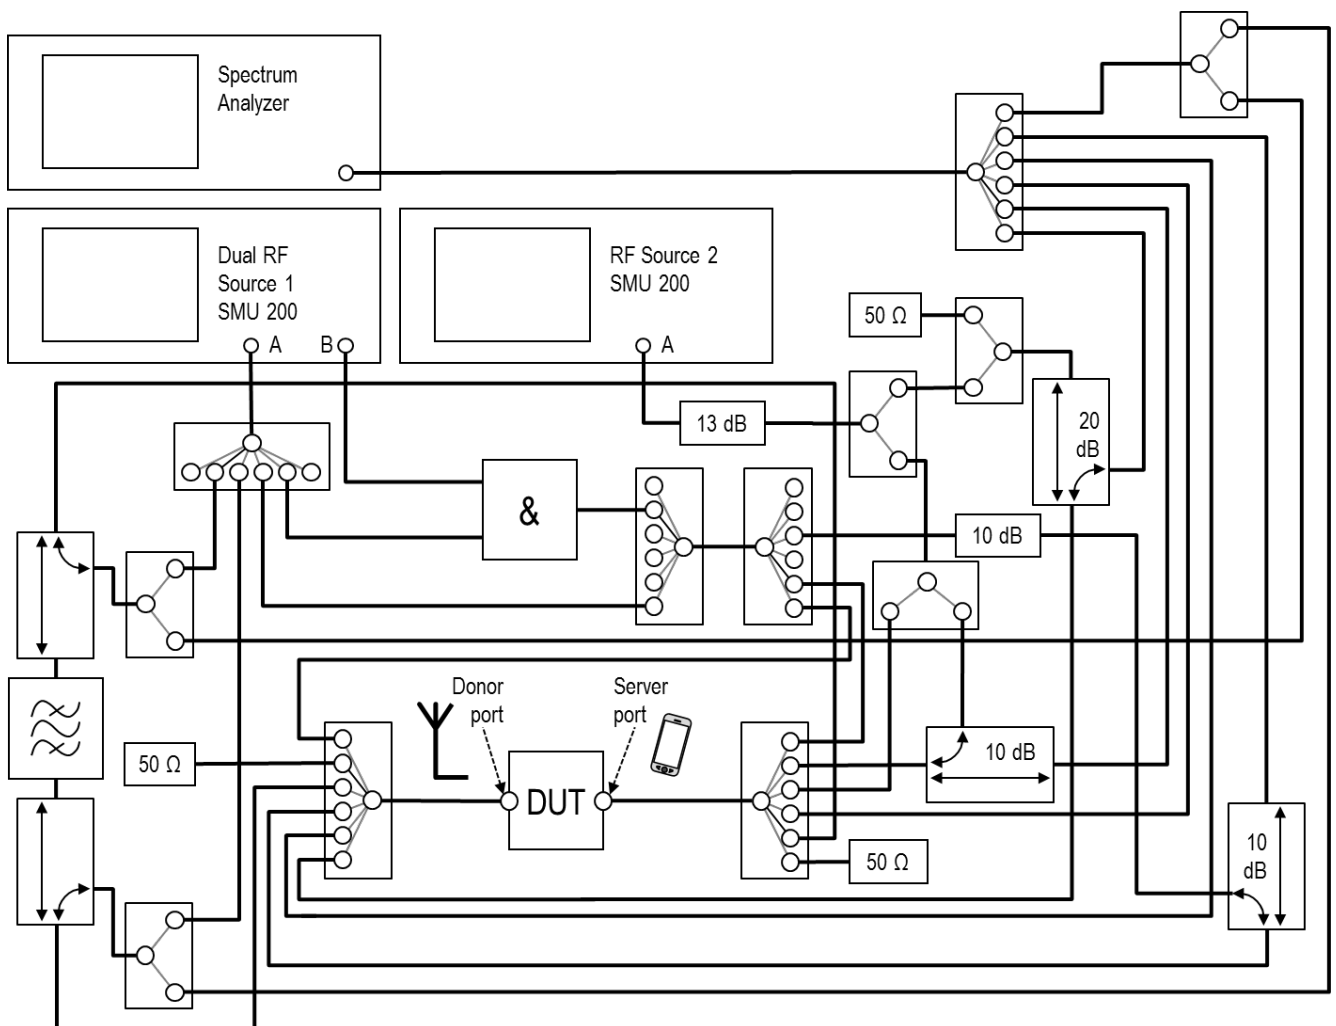 Spectrum
Analyzer
Dual RF
Source 1
SMU 200
A
B
RF Source 2
SMU 200
A
50 Ω
13 dB
20
dB
&
10 dB
Donor
port
Server
port
50 Ω
DUT
10 dB
50 Ω
10
dB